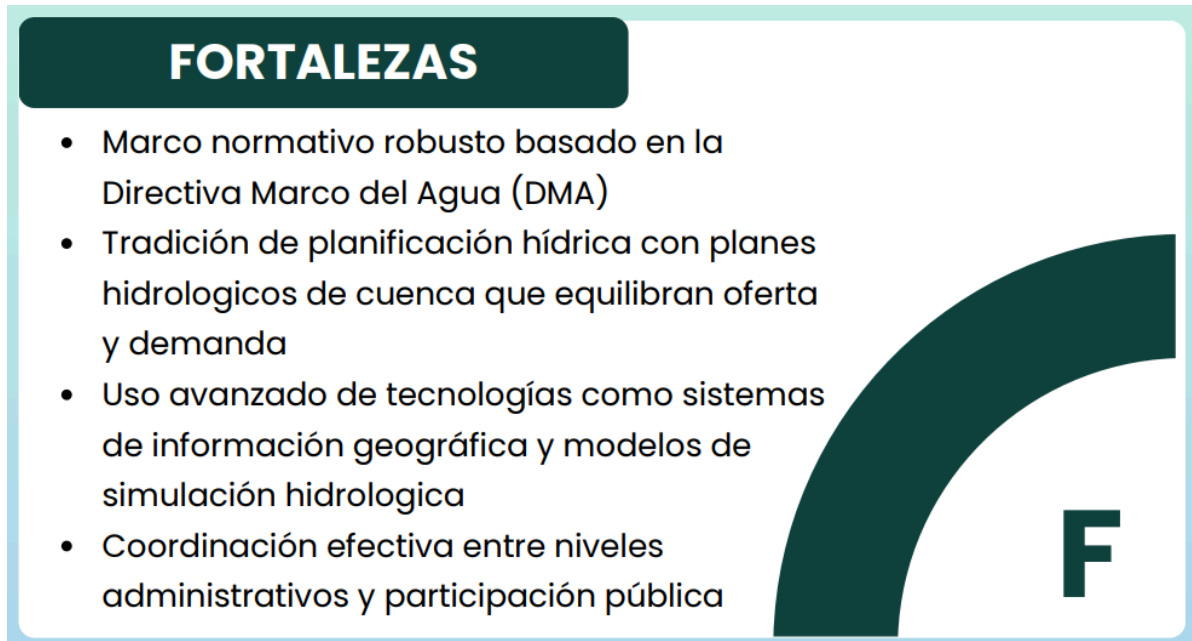 FORTALEZAS
• Marco normativo robusto basado en la
Directiva Marco del Agua (DMA)
• Tradición de planificación hídrica con planes
hidrologicos de cuenca que equilibran oferta
y demanda
• Uso avanzado de tecnologías como sistemas
de información geográfica y modelos de
simulación hidrologica
• Coordinación efectiva entre niveles
administrativos y participación pública
F